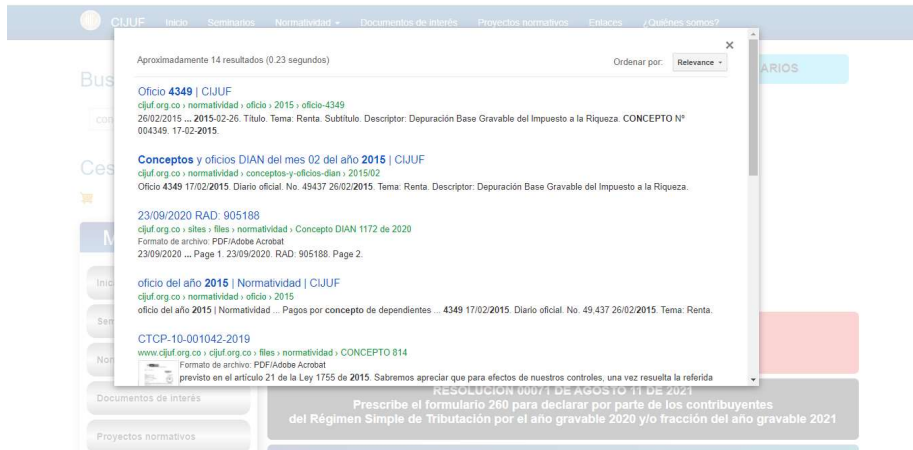 CIJUF Inicio Seminarios Normatividad Documentos de interés Proyectos normativos Enlaces ¿Quiénes somos?
Aproximadamente 14 resultados (0.23 segundos)
Ordenar por: Relevance
×
Bus
con
Ces
M
Inic
Sem
Nor
ARIOS
Oficio 4349 | CIJUF
cijuf.org.co › normatividad › oficio › 2015 › oficio-4349
26/02/2015 ... 2015-02-26. Título. Tema: Renta. Subtítulo. Descriptor: Depuración Base Gravable del Impuesto a la Riqueza. CONCEPTO Nº
004349. 17-02-2015.
Conceptos y oficios DIAN del mes 02 del año 2015 | CIJUF
cijuf.org.co › normatividad › conceptos-y-oficios-dian › 2015/02
Oficio 4349 17/02/2015. Diario oficial. No. 49437 26/02/2015. Tema: Renta. Descriptor: Depuración Base Gravable del Impuesto a la Riqueza.
23/09/2020 RAD: 905188
cijuf.org.co › sites › files › normatividad › Concepto DIAN 1172 de 2020
Formato de archivo: PDF/Adobe Acrobat
23/09/2020 ... Page 1. 23/09/2020. RAD: 905188. Page 2.
oficio del año 2015 | Normatividad | CIJUF
cijuf.org.co › normatividad › oficio › 2015
oficio del año 2015 | Normatividad ... Pagos por concepto de dependientes ... 4349 17/02/2015. Diario oficial. No. 49.437 26/02/2015. Tema: Renta.
CTCP-10-001042-2019
www.cijuf.org.co › cijuf.org.co › files › normatividad › CONCEPTO 814
Formato de archivo: PDF/Adobe Acrobat
previsto en el artículo 21 de la Ley 1755 de 2015. Sabremos apreciar que para efectos de nuestros controles, una vez resuelta la referida
Documentos de interés
Proyectos normativos
RESOLUCIÓN 00071 DE AGOSTO 11 DE 2021
Prescribe el formulario 260 para declarar por parte de los contribuyentes
del Régimen Simple de Tributación por el año gravable 2020 y/o fracción del año gravable 2021